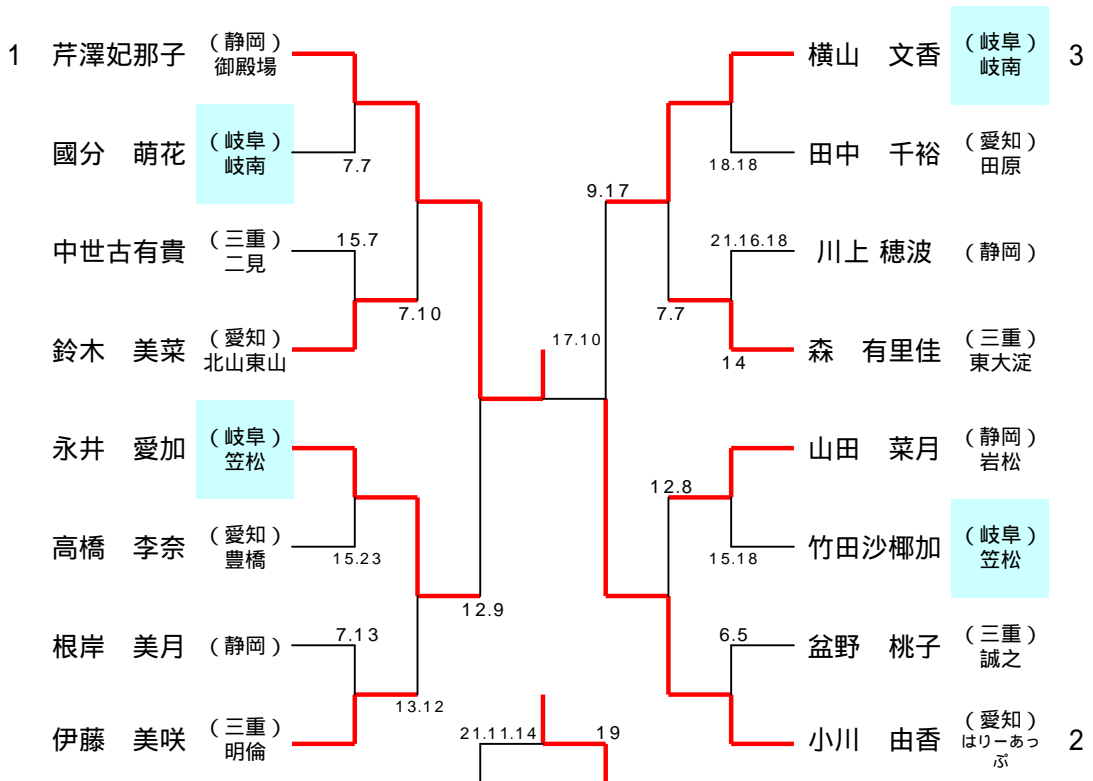 1 芹澤妃那子 （静岡）
御殿場
國分 萌花 （岐阜）
岐南
7.7
中世古有貴 （三重）
二見
15.7
7.10
鈴木 美菜 （愛知）
北山東山
永井 愛加 （岐阜）
笠松
高橋 李奈 （愛知）
豊橋
15.23
12.9
根岸 美月 （静岡）
7.13
13.12
伊藤 美咲 （三重）
明倫
17.10
21.11.14
19
横山 文香 （岐阜） 3
岐南
田中 千裕 （愛知）
田原
18.18
9.17
川上 穂波 （静岡）
21.16.18
7.7
森 有里佳 （三重）
東大淀
14
山田 菜月 （静岡）
岩松
12.8
竹田沙椰加 （岐阜）
笠松
15.18
盆野 桃子 （三重）
誠之
6.5
小川 由香 （愛知） 2
はりーあっ
ぷ